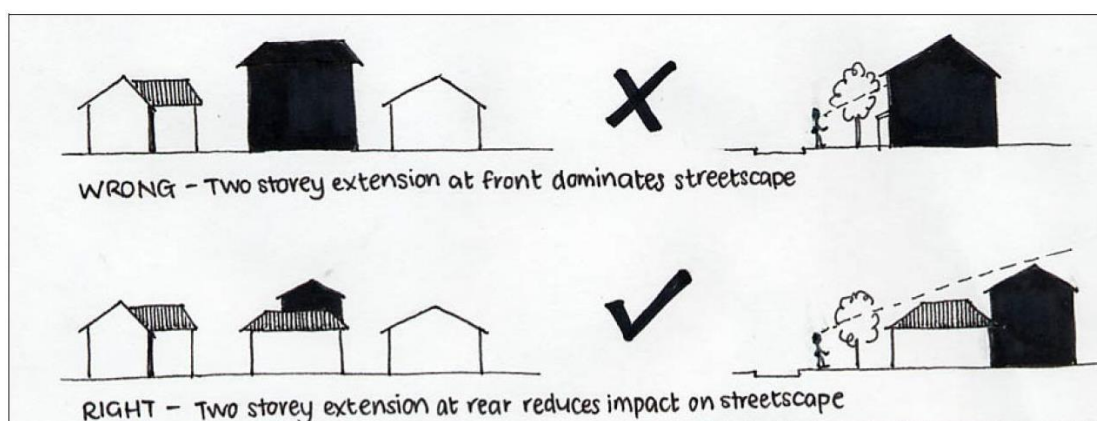 WRONG - Two storey extension at front dominates streetscape
RIGHT - Two storey extension at rear reduces impact on streetscape